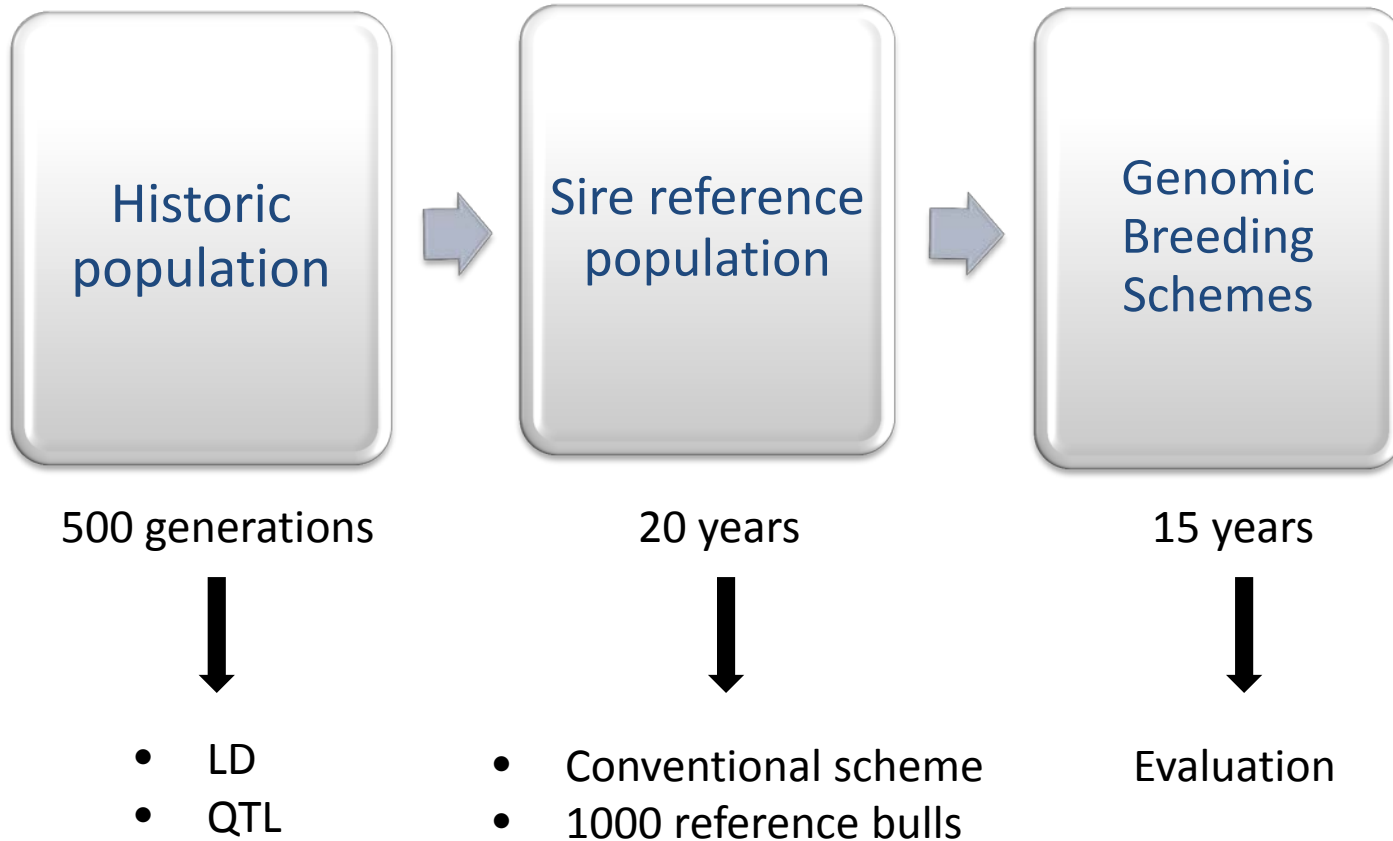 Historic
population
Sire reference
population
Genomic
Breeding
Schemes
500 generations
20 years
15 years
• LD
• QTL
• Conventional scheme
• 1000 reference bulls
Evaluation